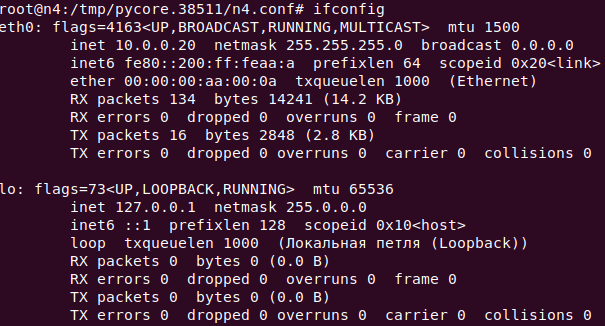 root@n4:/tmp/pycore.38511/n4.conf# ifconfig
eth0: flags=4163<UP,BROADCAST,RUNNING,MULTICAST>  mtu 1500
        inet 10.0.0.20  netmask 255.255.255.0  broadcast 0.0.0.0
        inet6 fe80::200:ff:feaa:a  prefixlen 64  scopeid 0x20<link>
        ether 00:00:00:aa:00:0a  txqueuelen 1000  (Ethernet)
        RX packets 134  bytes 14241 (14.2 KB)
        RX errors 0  dropped 0  overruns 0  frame 0
        TX packets 16  bytes 2848 (2.8 KB)
        TX errors 0  dropped 0 overruns 0  carrier 0  collisions 0

lo: flags=73<UP,LOOPBACK,RUNNING>  mtu 65536
        inet 127.0.0.1  netmask 255.0.0.0
        inet6 ::1  prefixlen 128  scopeid 0x10<host>
        loop  txqueuelen 1000  (Локальная петля (Loopback))
        RX packets 0  bytes 0 (0.0 B)
        RX errors 0  dropped 0  overruns 0  frame 0
        TX packets 0  bytes 0 (0.0 B)
        TX errors 0  dropped 0 overruns 0  carrier 0  collisions 0